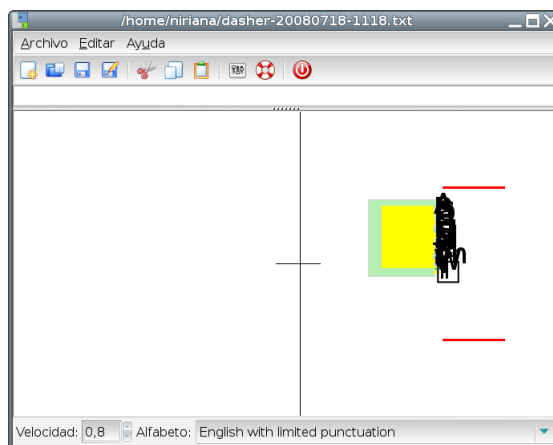 /home/niriana/dasher-20080718-1118.txt
Archivo Editar Ayuda
Velocidad: 0,8 Alfabeto: English with limited punctuation